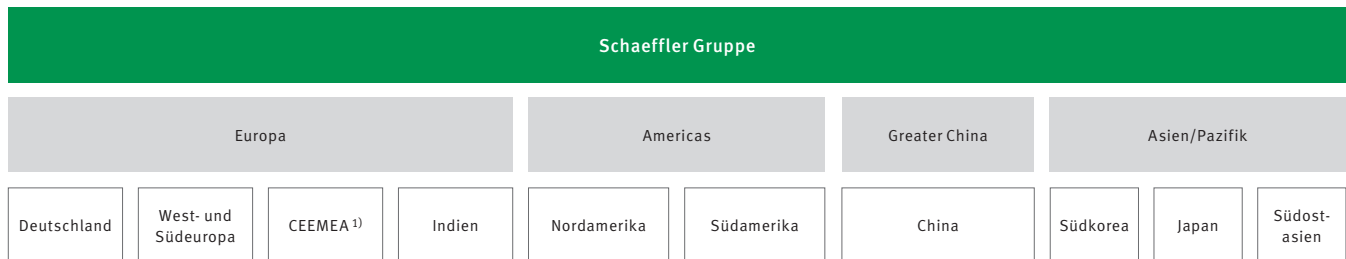 Schaeffler Gruppe
Europa
Americas
Greater China
Asien/Pazifik
Deutschland
West- und
Südeuropa
CEEMEA 1)
Indien
Nordamerika
Südamerika
China
Südkorea
Japan
Südost-
asien